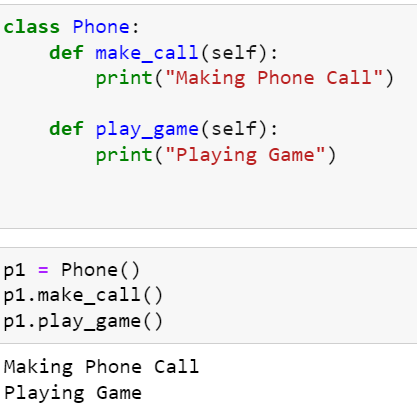 class Phone:
    def make_call(self):
        print("Making Phone Call")
    def play_game(self):
        print("Playing Game")
p1 = Phone()
p1.make_call()
p1.play_game()
Making Phone Call
Playing Game